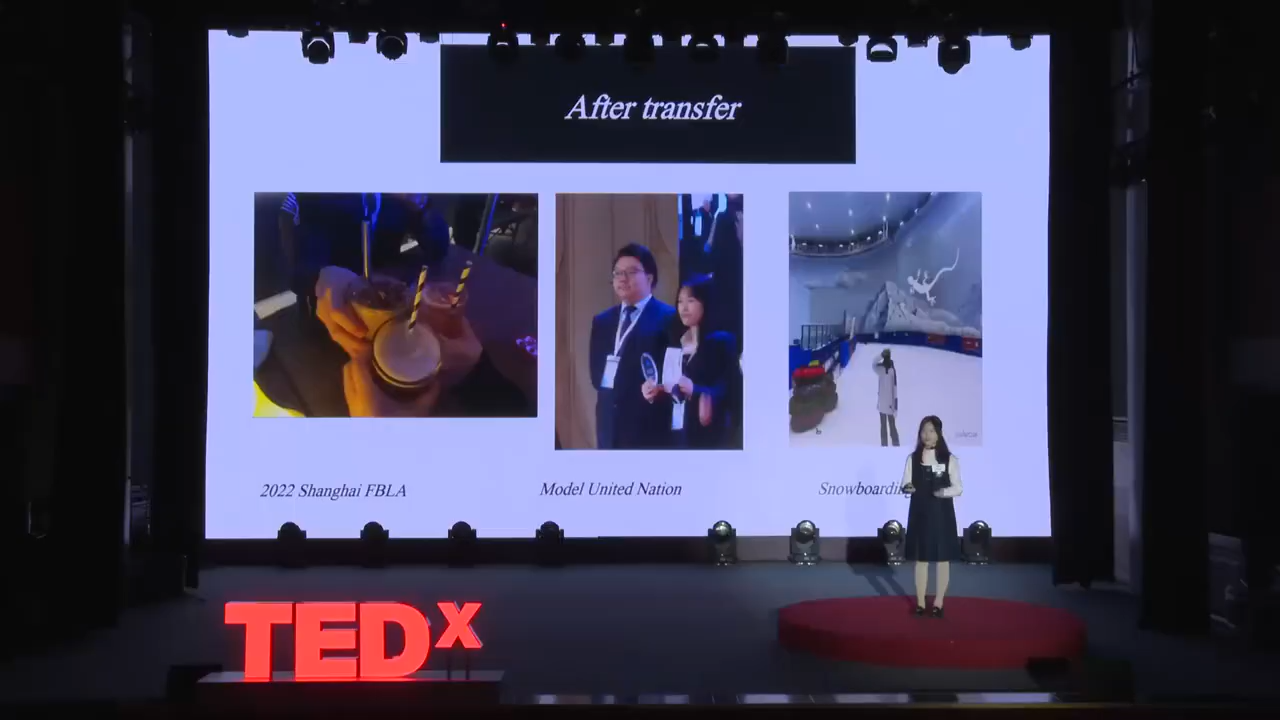 After transfer
2022 Shanghai FBLA
Model United Nation
Snowboarding
TEDx